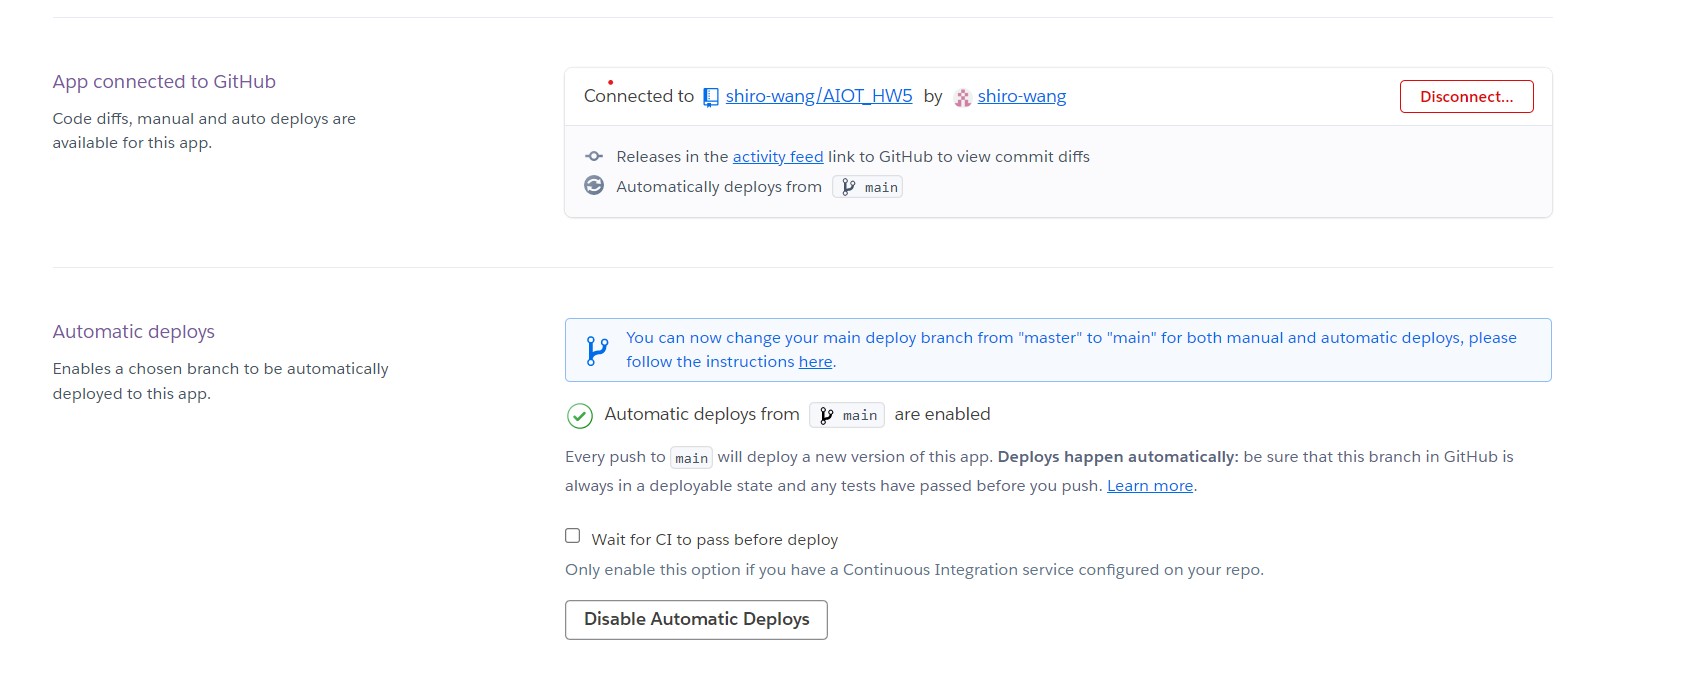 App connected to GitHub
Code diffs, manual and auto deploys are
available for this app.
Connected to shiro-wang/AIOT_HW5 by shiro-wang
Disconnect...
Releases in the activity feed link to GitHub to view commit diffs
Automatically deploys from main
Automatic deploys
Enables a chosen branch to be automatically
deployed to this app.
You can now change your main deploy branch from "master" to "main" for both manual and automatic deploys, please
follow the instructions here.
Automatic deploys from main are enabled
Every push to main will deploy a new version of this app. Deploys happen automatically: be sure that this branch in GitHub is
always in a deployable state and any tests have passed before you push. Learn more.
Wait for CI to pass before deploy
Only enable this option if you have a Continuous Integration service configured on your repo.
Disable Automatic Deploys